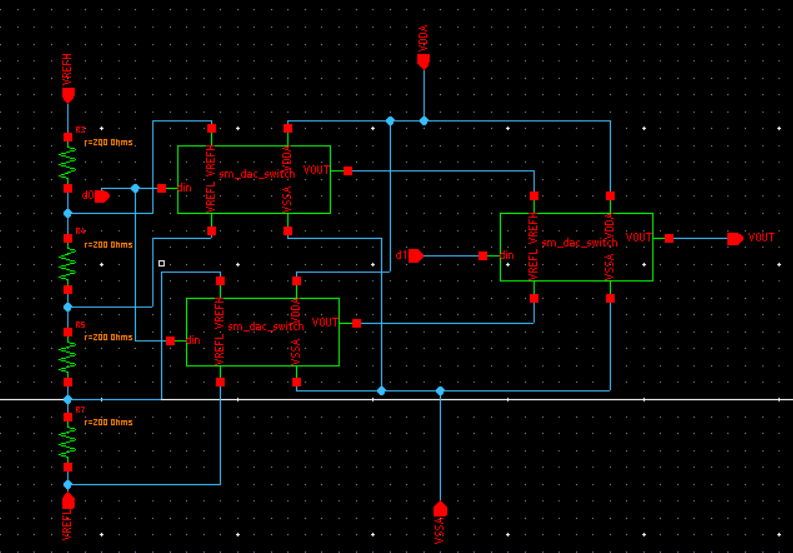 VDDA
VREFH
R3
r=200 Ohms
VREFH
VDDA
sm_dac_switch
VOUT
din
d0
VREFL
VSSA
R4
r=200 Ohms
VREFH
VDDA
sm_dac_switch
VOUT
VOUT
d1
din
VREFL
VSSA
R5
r=200 Ohms
VREFH
VDDA
sm_dac_switch
VOUT
din
VREFL
VSSA
r=200 Ohms
VREFL
VSSA